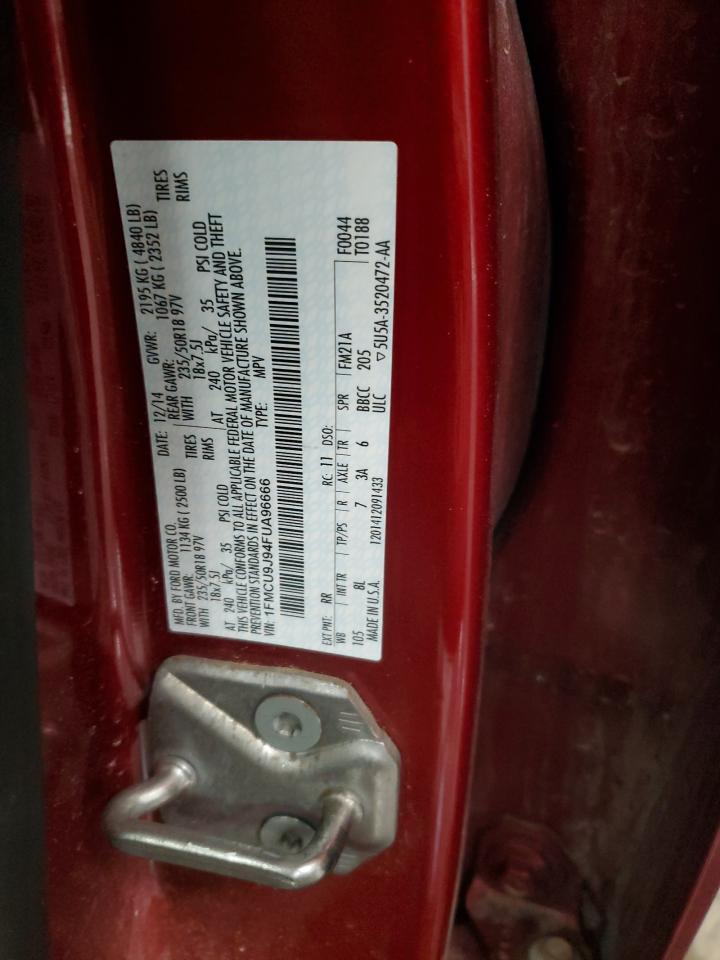 MFD. BY FORD MOTOR CO.
DATE: 12/14 GVWR: 2195 KG ( 4840 LB)
FRONT GAWR: 1134 KG ( 2500 LB) REAR GAWR: 1067 KG ( 2352 LB)
WITH 235/50R18 97V TIRES WITH 235/50R18 97V TIRES
18x7.5J RIMS 18x7.5J RIMS
AT 240 kPa/ 35 PSI COLD AT 240 kPa/ 35 PSI COLD
THIS VEHICLE CONFORMS TO ALL APPLICABLE FEDERAL MOTOR VEHICLE SAFETY AND THEFT
PREVENTION STANDARDS IN EFFECT ON THE DATE OF MANUFACTURE SHOWN ABOVE.
VIN: 1FMCU9J94FUA96666 TYPE: MPV
EXT PNT: RR RC: 11 DSO: F0044
WB INT TR TP/PS R AXLE TR SPR FM21A T0188
105 8L 7 3A 6 BBCC 205
MADE IN U.S.A. 1201412091433 ULC ▽5U5A-3520472-AA